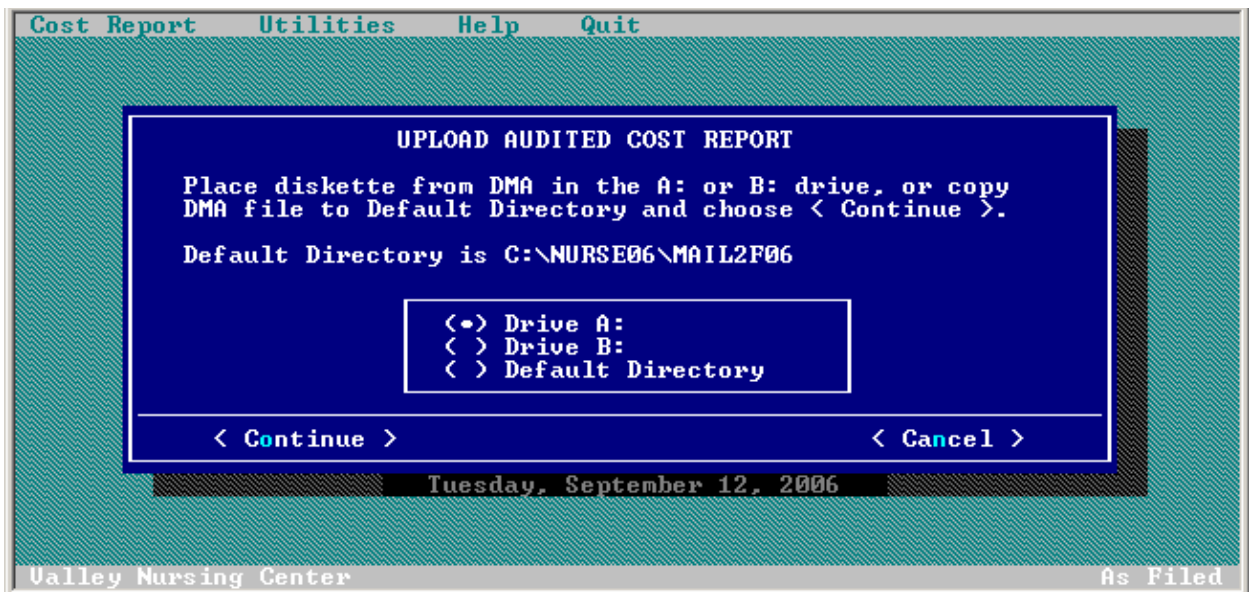 Cost Report Utilities Help Quit
UPLOAD AUDITED COST REPORT
Place diskette from DMA in the A: or B: drive, or copy
DMA file to Default Directory and choose < Continue >.
Default Directory is C:\NURSE06\MAIL2F06
(•) Drive A:
( ) Drive B:
( ) Default Directory
< Continue > < Cancel >
Tuesday, September 12, 2006
Valley Nursing Center As Filed